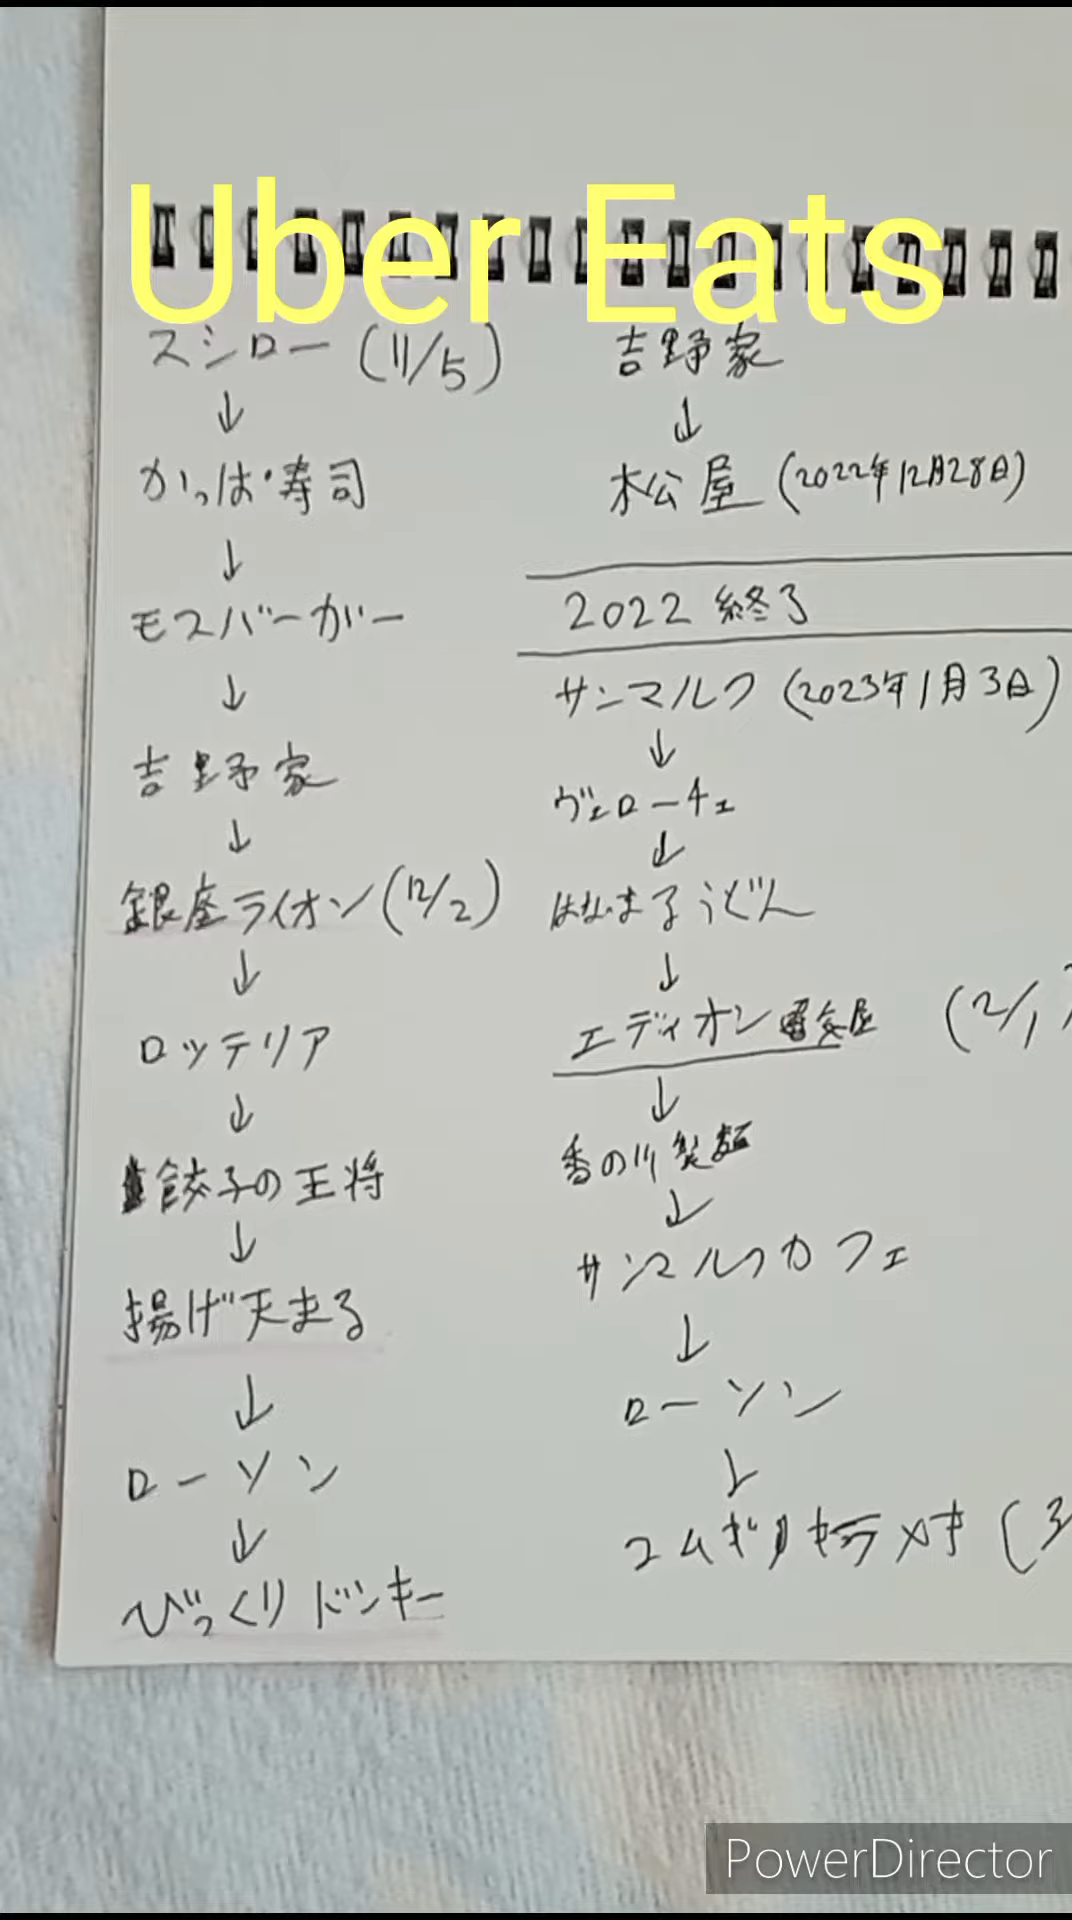 Uber Eats
スシロー (11/5)
↓
かっぱ寿司
↓
モスバーガー
↓
吉野家
↓
銀座ライオン (12/2)
↓
ロッテリア
↓
餃子の王将
↓
揚げ天まる
↓
ローソン
↓
びっくりドンキー
吉野家
↓
松屋 (2022年12月28日)
2022 終了
サンマルク (2023年1月3日)
↓
ヴェローチェ
↓
はなまるうどん
↓
エディオン電気屋 (2/1
↓
香の川製麺
↓
サンマルクカフェ
↓
ローソン
↓
コムギ (3
PowerDirector